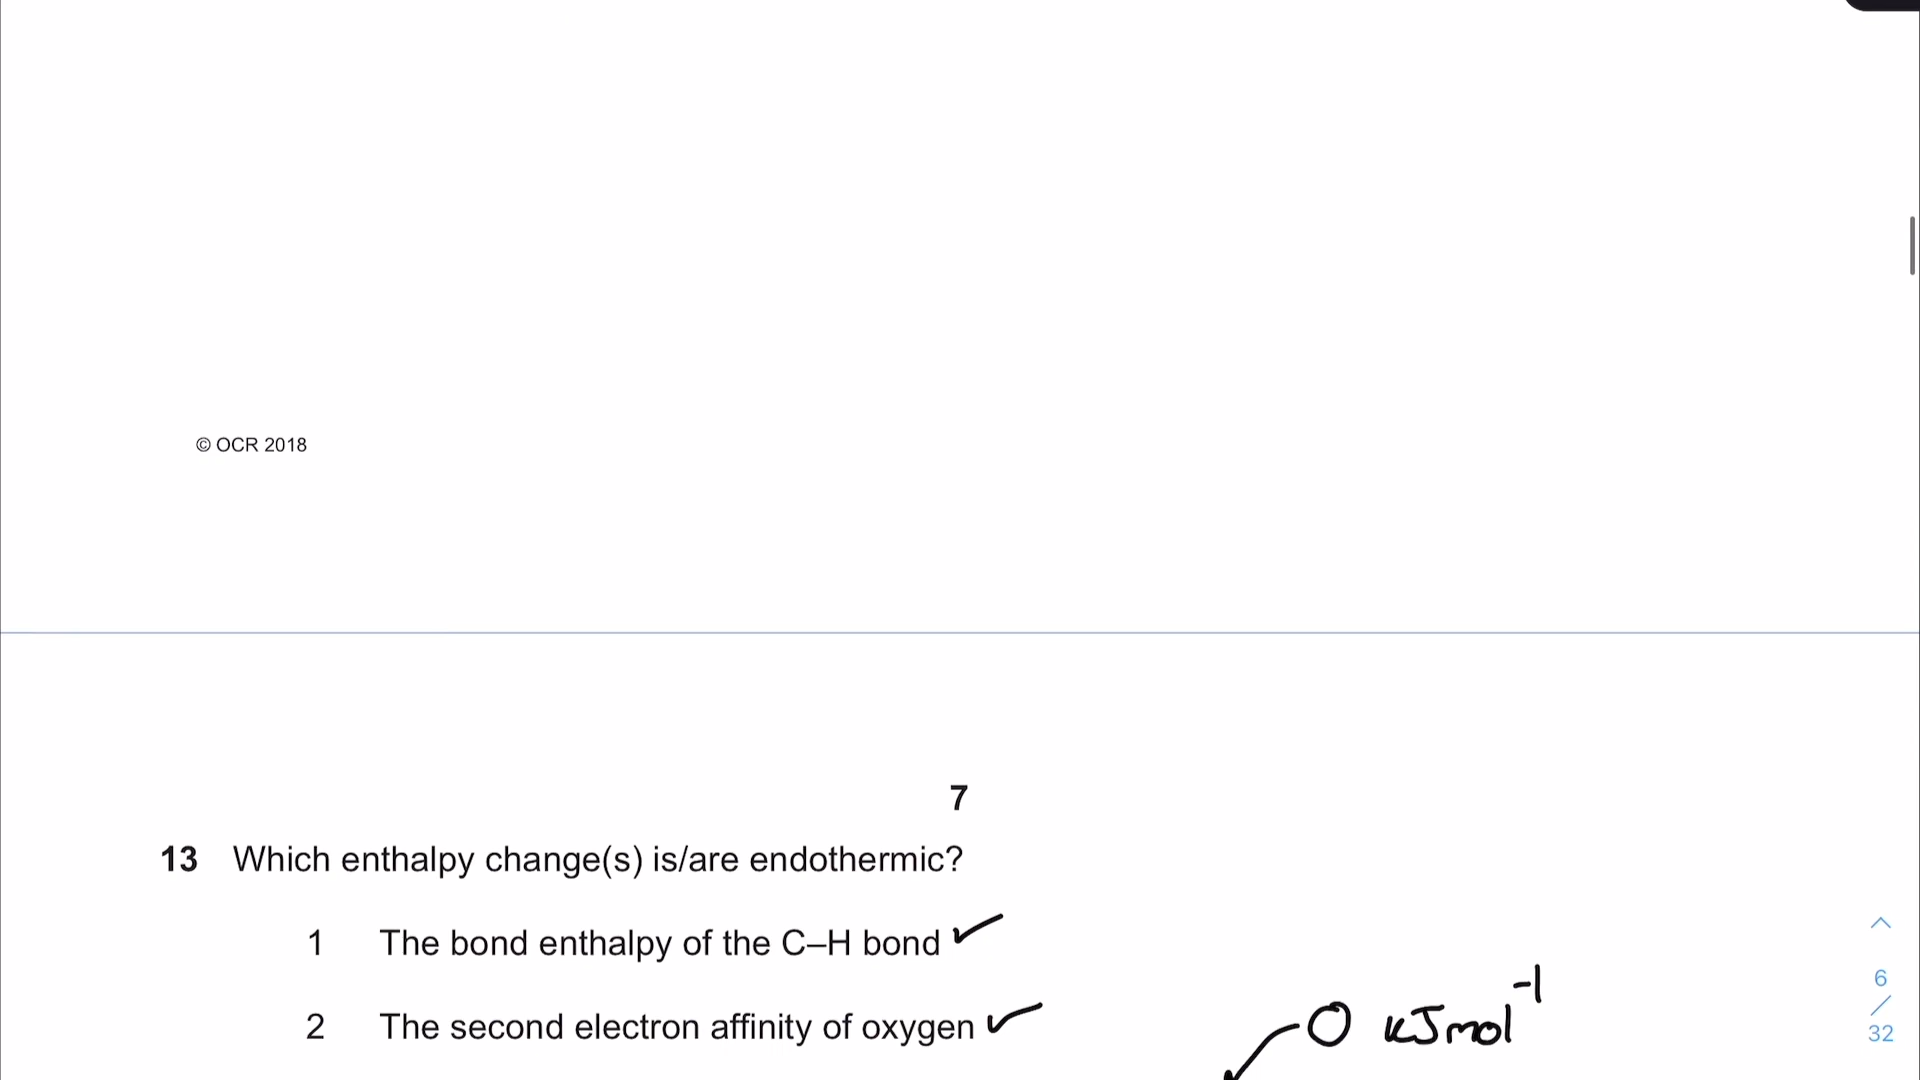 © OCR 2018
7
13 Which enthalpy change(s) is/are endothermic?
1 The bond enthalpy of the C–H bond ✓
2 The second electron affinity of oxygen ✓
0 kJmol⁻¹
6
/
32